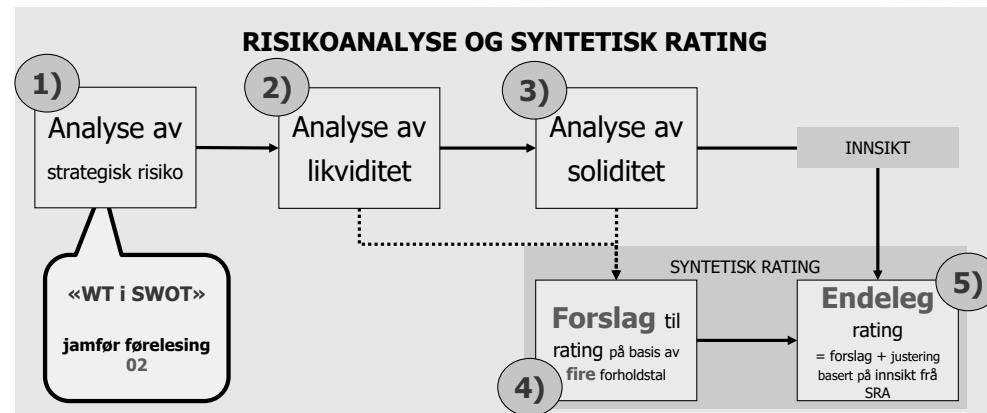 RISIKOANALYSE OG SYNTETISK RATING
1)
Analyse av
strategisk risiko
2)
Analyse av
likviditet
3)
Analyse av
soliditet
INNSIKT
«WT i SWOT»
jamfør førelesing
02
SYNTETISK RATING
4)
Forslag til
rating på basis av
fire forholdstal
5)
Endeleg
rating
= forslag + justering
basert på innsikt frå
SRA